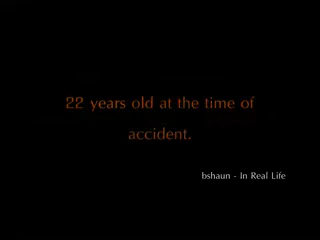 22 years old at the time of
accident.
bshaun - In Real Life